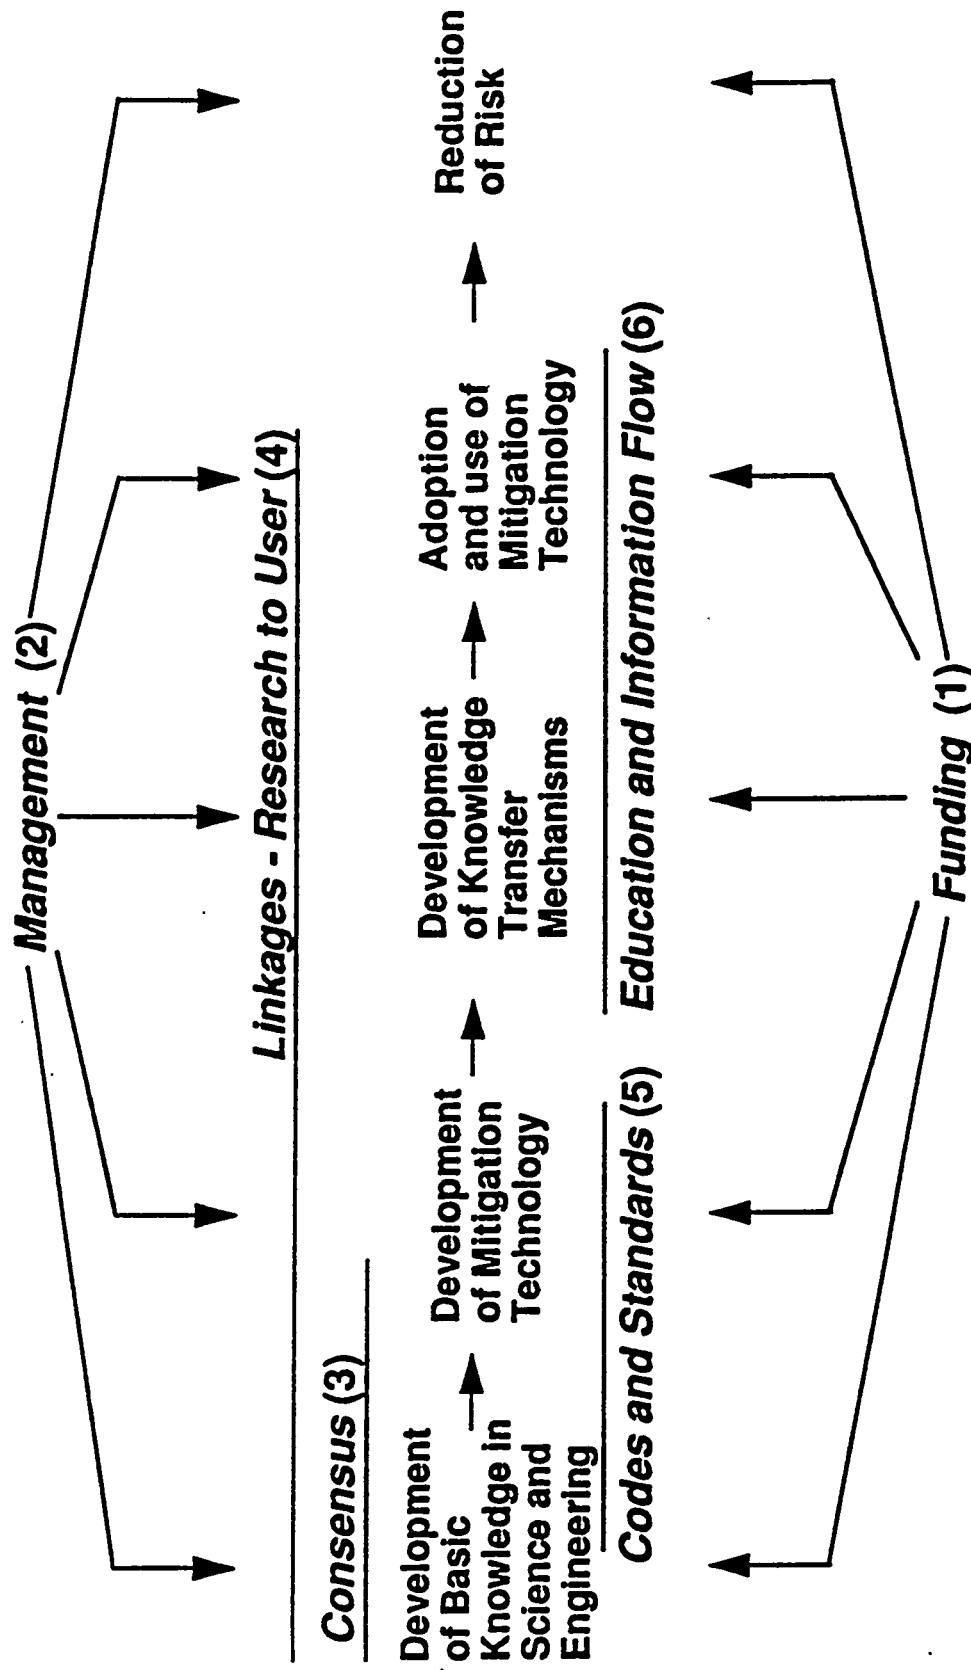 Management (2)
Linkages - Research to User (4)
Consensus (3)
Development
of Basic
Knowledge in
Science and
Engineering
Development
of Mitigation
Technology
Development
of Knowledge
Transfer
Mechanisms
Adoption
and use of
Mitigation
Technology
Reduction
of Risk
Codes and Standards (5)
Education and Information Flow (6)
Funding (1)